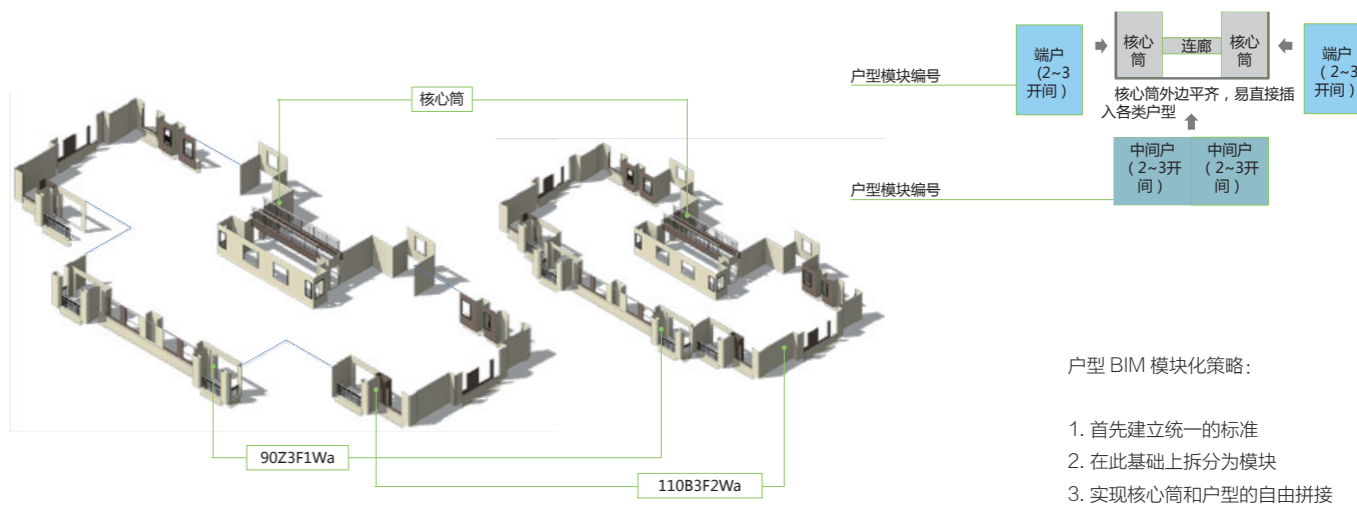 核心筒
90Z3F1Wa
110B3F2Wa
户型模块编号
户型模块编号
端户
(2~3
开间)
核心
筒
连廊
核心
筒
端户
(2~3
开间)
核心筒外边平齐,易直接插
入各类户型
中间户
(2~3开
间)
中间户
(2~3开
间)
户型 BIM 模块化策略:
1. 首先建立统一的标准
2. 在此基础上拆分为模块
3. 实现核心筒和户型的自由拼接